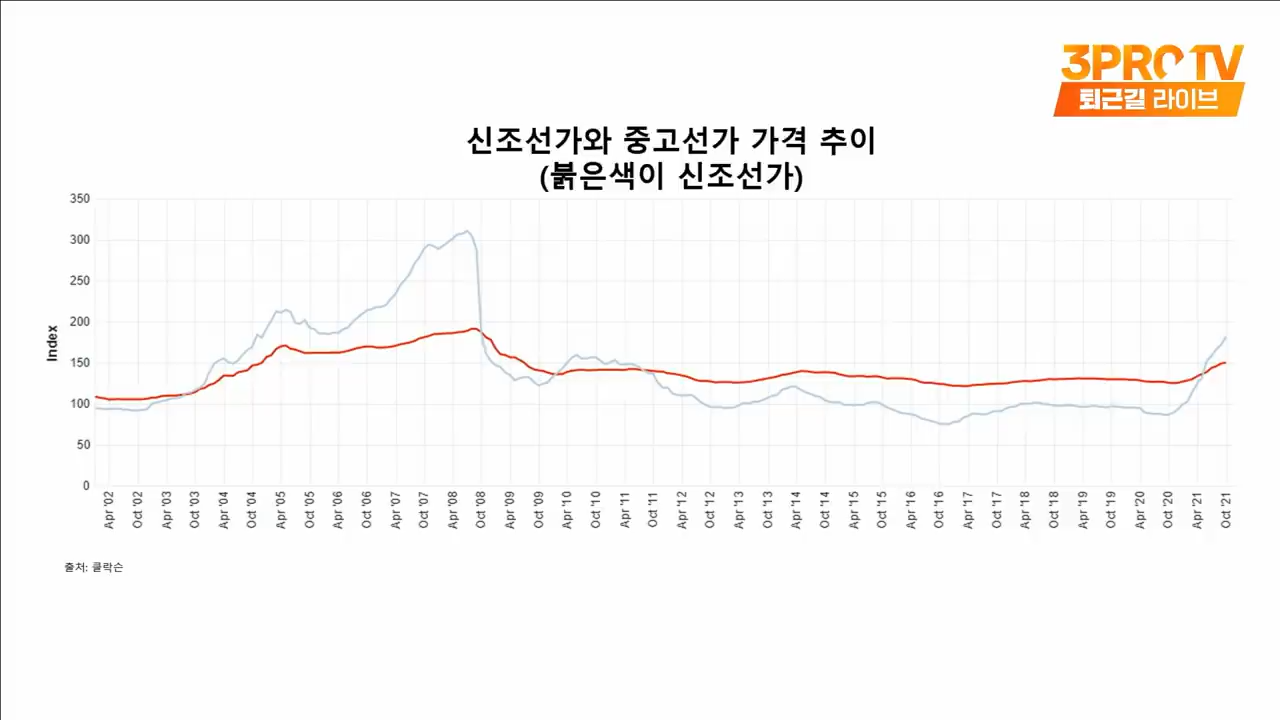 3PRO TV
퇴근길 라이브
신조선가와 중고선가 가격 추이
(붉은색이 신조선가)
Index
350
300
250
200
150
100
50
0
Apr '02
Oct '02
Apr '03
Oct '03
Apr '04
Oct '04
Apr '05
Oct '05
Apr '06
Oct '06
Apr '07
Oct '07
Apr '08
Oct '08
Apr '09
Oct '09
Apr '10
Oct '10
Apr '11
Oct '11
Apr '12
Oct '12
Apr '13
Oct '13
Apr '14
Oct '14
Apr '15
Oct '15
Apr '16
Oct '16
Apr '17
Oct '17
Apr '18
Oct '18
Apr '19
Oct '19
Apr '20
Oct '20
Apr '21
Oct '21
출처: 클락슨